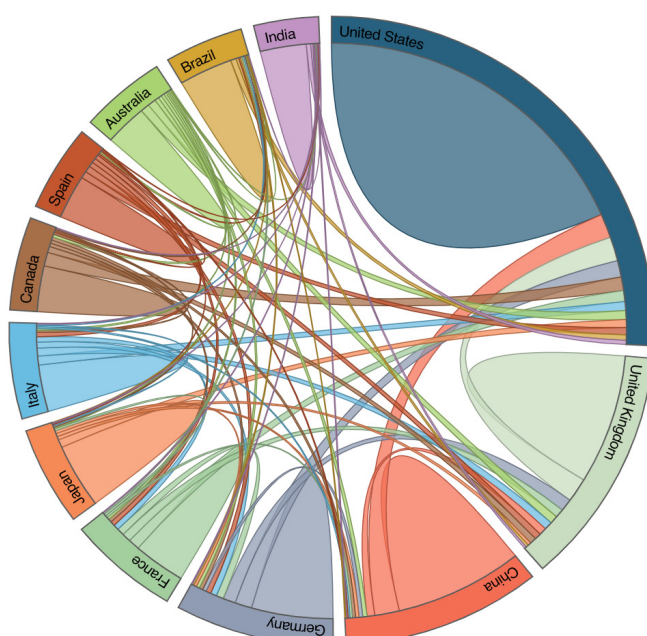 United States
United Kingdom
China
Germany
France
Japan
Italy
Canada
Spain
Australia
Brazil
India